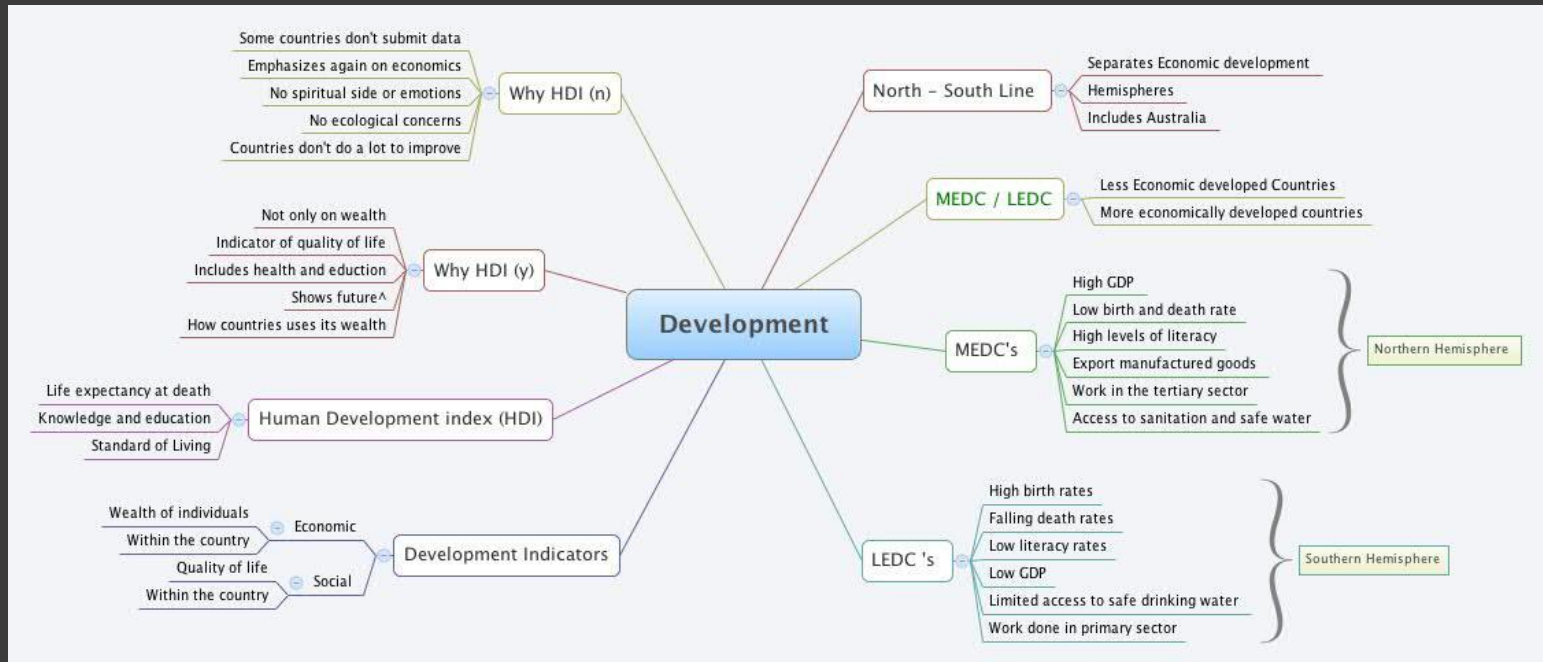 Development
North - South Line
Separates Economic development
Hemispheres
Includes Australia
MEDC / LEDC
Less Economic developed Countries
More economically developed countries
MEDC's
High GDP
Low birth and death rate
High levels of literacy
Export manufactured goods
Work in the tertiary sector
Access to sanitation and safe water
Northern Hemisphere
LEDC 's
High birth rates
Falling death rates
Low literacy rates
Low GDP
Limited access to safe drinking water
Work done in primary sector
Southern Hemisphere
Why HDI (n)
Some countries don't submit data
Emphasizes again on economics
No spiritual side or emotions
No ecological concerns
Countries don't do a lot to improve
Why HDI (y)
Not only on wealth
Indicator of quality of life
Includes health and eduction
Shows future^
How countries uses its wealth
Human Development index (HDI)
Life expectancy at death
Knowledge and education
Standard of Living
Development Indicators
Economic
Wealth of individuals
Within the country
Social
Quality of life
Within the country